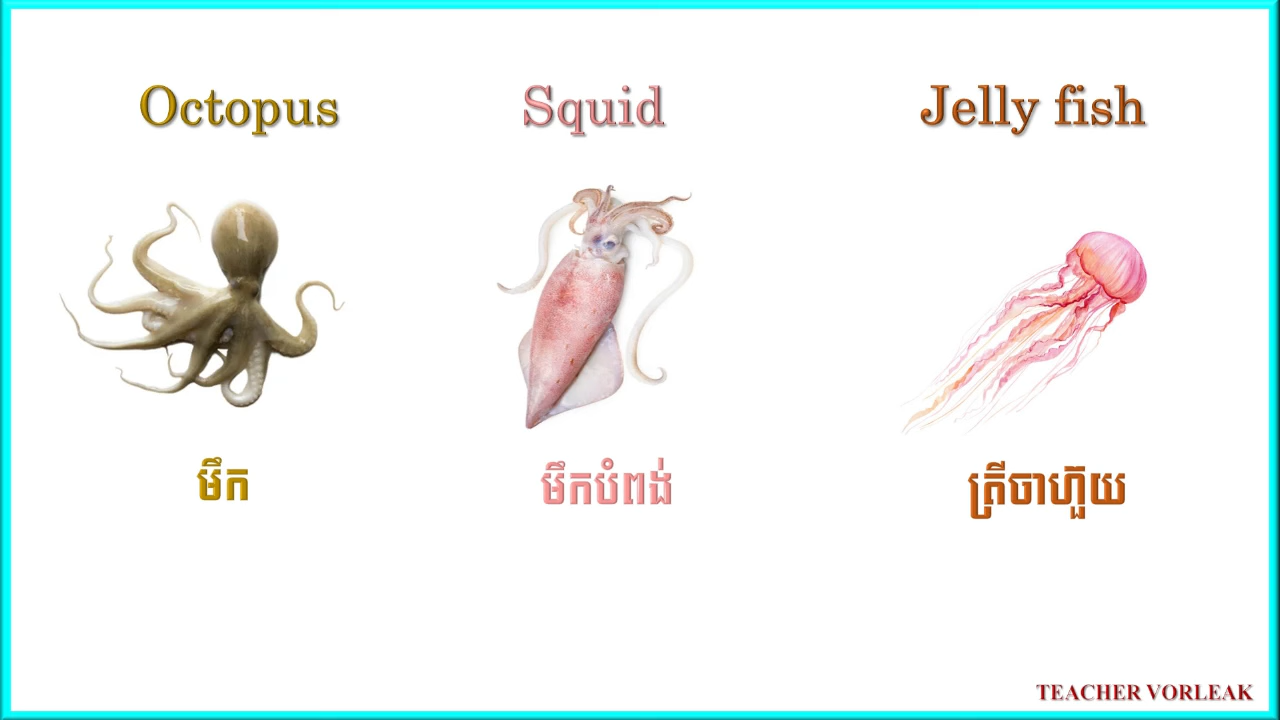 Octopus
Squid
Jelly fish
មឹក
មឹកបំពង់
ត្រីចាហ៊ួយ
TEACHER VORLEAK